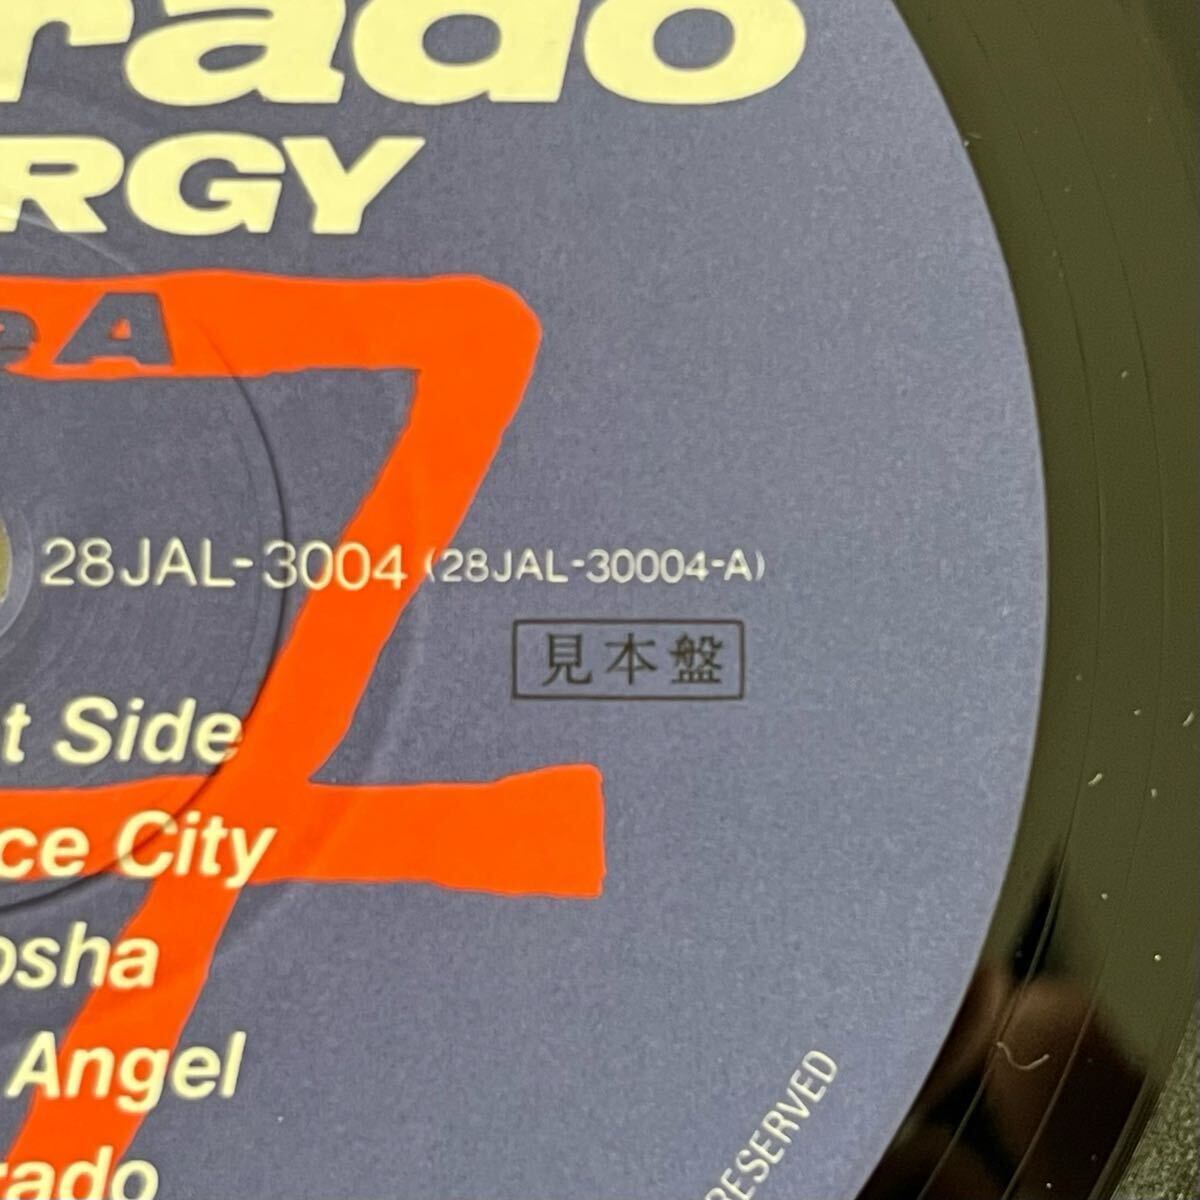 rado
RGY
e A
28JAL-3004 (28JAL-30004-A)
見本盤
t Side
ce City
osha
Angel
rado
RESERVED